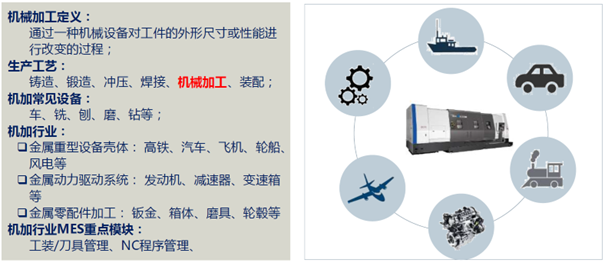 机械加工定义：
通过一种机械设备对工件的外形尺寸或性能进
行改变的过程；
生产工艺：
铸造、锻造、冲压、焊接、机械加工、装配；
机加常见设备：
车、铣、刨、磨、钻等；
机加行业：
金属重型设备壳体：高铁、汽车、飞机、轮船、
风电等
金属动力驱动系统：发动机、减速器、变速箱
等
金属零配件加工：钣金、箱体、磨具、轮毂等
机加行业MES重点模块：
工装/刀具管理、NC程序管理、